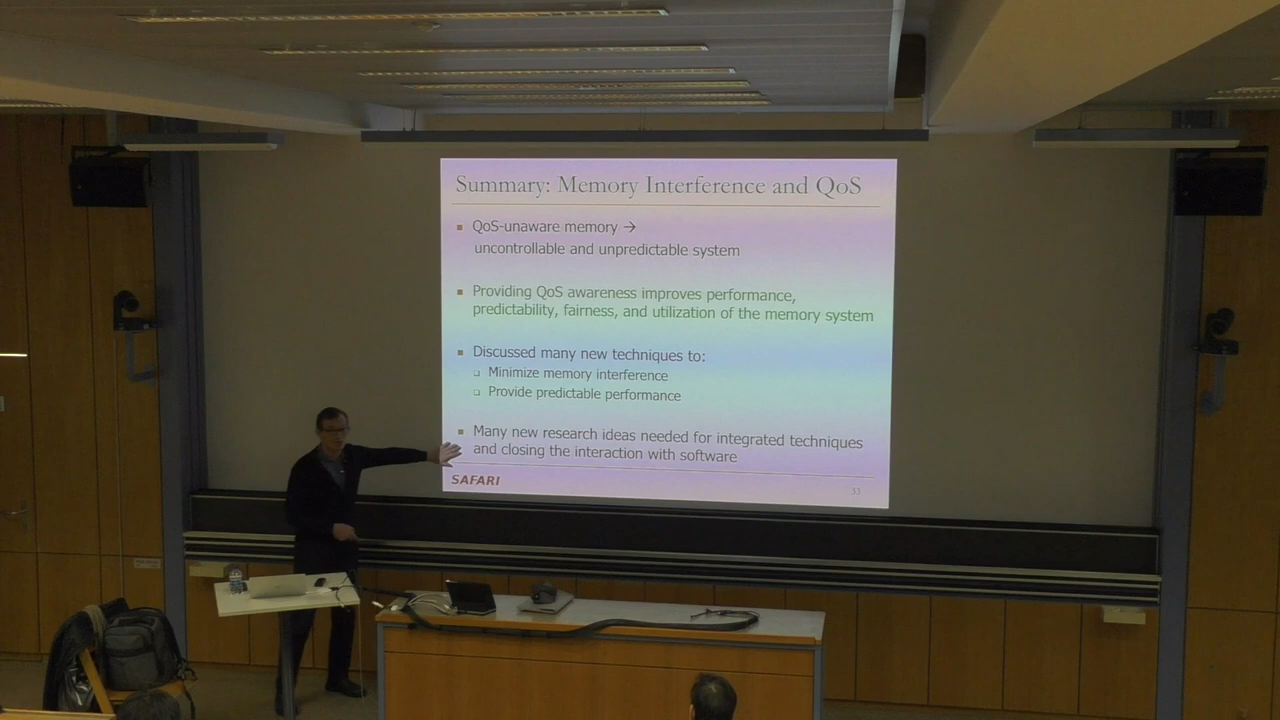 Summary: Memory Interference and QoS
QoS-unaware memory →
uncontrollable and unpredictable system
Providing QoS awareness improves performance,
predictability, fairness, and utilization of the memory system
Discussed many new techniques to:
Minimize memory interference
Provide predictable performance
Many new research ideas needed for integrated techniques
and closing the interaction with software
SAFARI
53